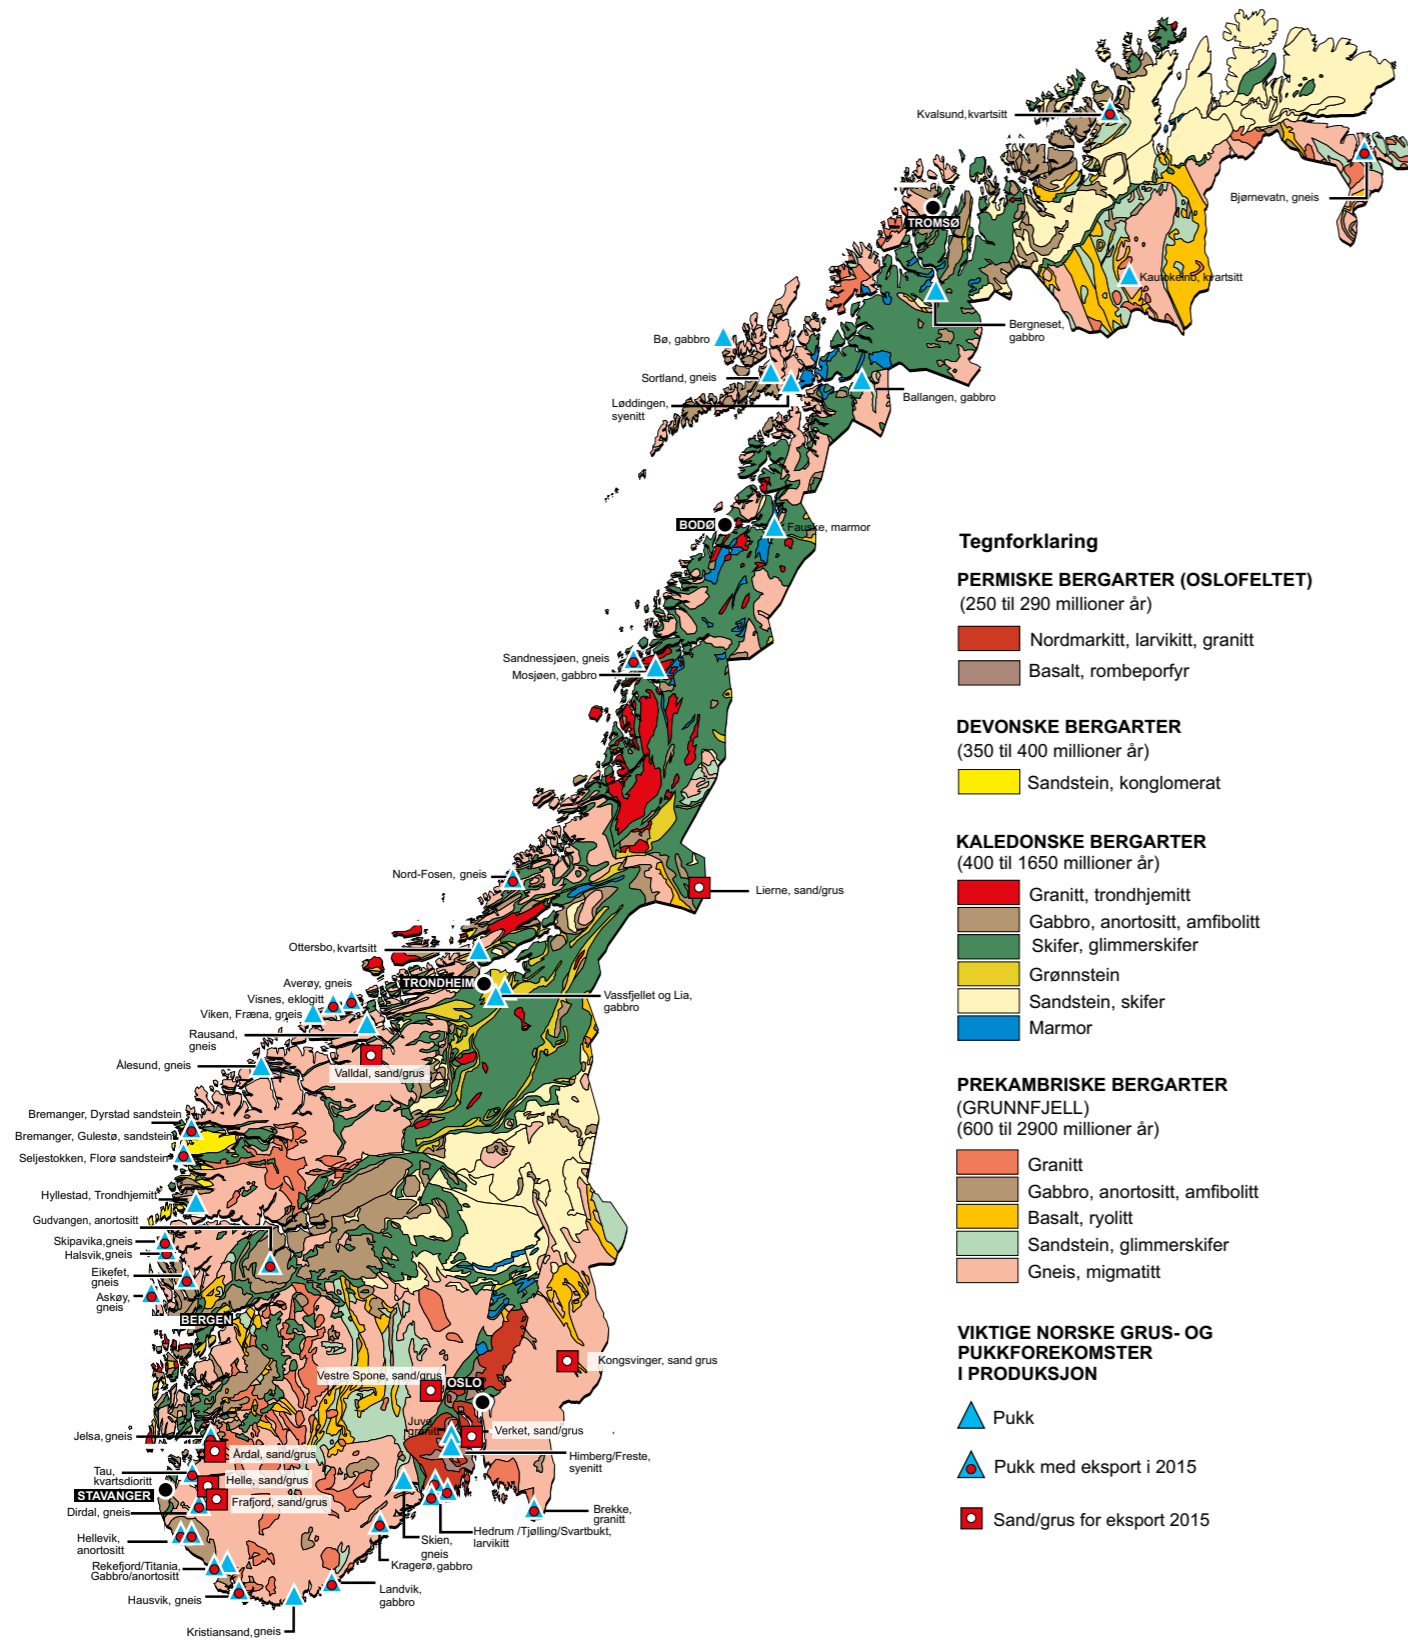 Kvalsund, kvartsitt
Bjørnevatn, gneis
TROMSØ
Kautokeino, kvartsitt
Bergneset,
gabbro
Bø, gabbro
Sortland, gneis
Løddingen,
syenitt
Ballangen, gabbro
BODØ
Fauske, marmor
Sandnessjøen, gneis
Mosjøen, gabbro
Nord-Fosen, gneis
Lierne, sand/grus
Ottersbo, kvartsitt
TRONDHEIM
Vassfjellet og Lia,
gabbro
Averøy, gneis
Visnes, eklogitt
Viken, Fræna, gneis
Rausand,
gneis
Ålesund, gneis
Valldal, sand/grus
Bremanger, Dyrstad sandstein
Bremanger, Gulestø, sandstein
Seljestokken, Florø sandstein
Hyllestad, Trondhjemitt
Gudvangen, anortositt
Skipavika, gneis
Halsvik, gneis
Eikefet,
gneis
Askøy,
gneis
BERGEN
Kongsvinger, sand grus
Vestre Spone, sand/grus
OSLO
Juve
granitt
Verket, sand/grus
Himberg/Freste,
syenitt
Jelsa, gneis
Årdal, sand/grus
Tau,
kvartsdioritt
Helle, sand/grus
STAVANGER
Frafjord, sand/grus
Dirdal, gneis
Hellevik,
anortositt
Rekefjord/Titania,
Gabbro/anortositt
Hausvik, gneis
Kristiansand, gneis
Landvik,
gabbro
Kragerø, gabbro
Skien,
gneis
Hedrum /Tjølling/Svartbukt,
larvikitt
Brekke,
granitt
Tegnforklaring
PERMISKE BERGARTER (OSLOFELTET)
(250 til 290 millioner år)
Nordmarkitt, larvikitt, granitt
Basalt, rombeporfyr
DEVONSKE BERGARTER
(350 til 400 millioner år)
Sandstein, konglomerat
KALEDONSKE BERGARTER
(400 til 1650 millioner år)
Granitt, trondhjemitt
Gabbro, anortositt, amfibolitt
Skifer, glimmerskifer
Grønnstein
Sandstein, skifer
Marmor
PREKAMBRISKE BERGARTER
(GRUNNFJELL)
(600 til 2900 millioner år)
Granitt
Gabbro, anortositt, amfibolitt
Basalt, ryolitt
Sandstein, glimmerskifer
Gneis, migmatitt
VIKTIGE NORSKE GRUS- OG
PUKKFOREKOMSTER
I PRODUKSJON
Pukk
Pukk med eksport i 2015
Sand/grus for eksport 2015